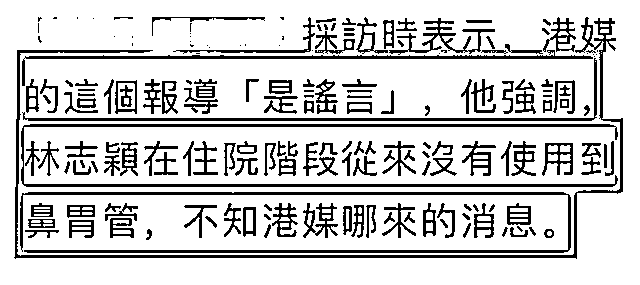 採訪時表示，港媒
的這個報導「是謠言」，他強調，
林志穎在住院階段從來沒有使用到
鼻胃管，不知港媒哪來的消息。